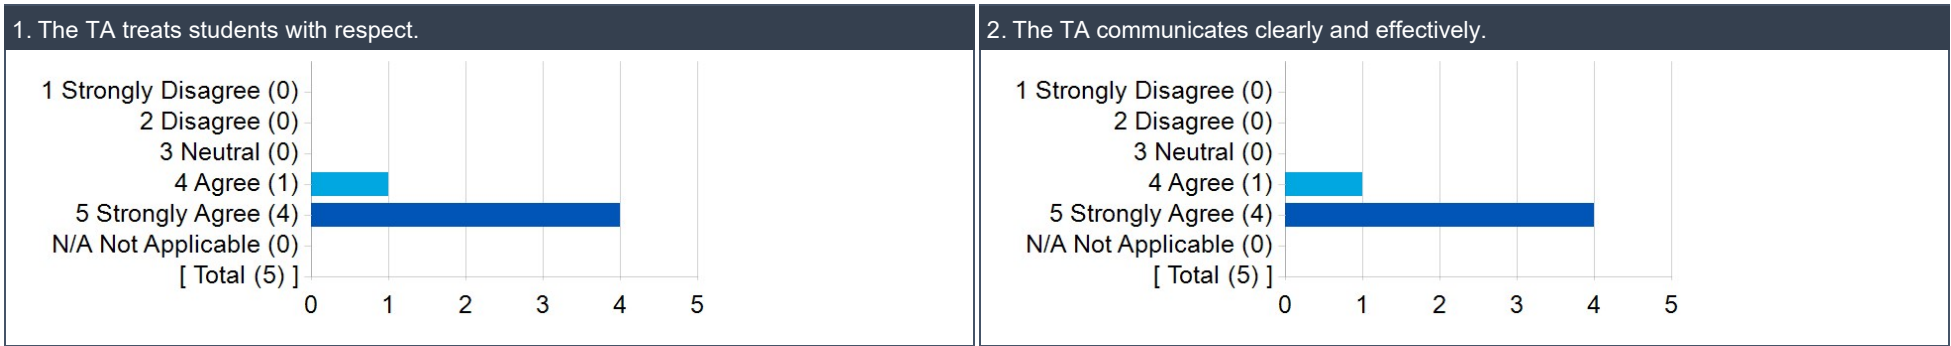 1. The TA treats students with respect.
1 Strongly Disagree (0)
2 Disagree (0)
3 Neutral (0)
4 Agree (1)
5 Strongly Agree (4)
N/A Not Applicable (0)
[ Total (5) ]
0 1 2 3 4 5
2. The TA communicates clearly and effectively.
1 Strongly Disagree (0)
2 Disagree (0)
3 Neutral (0)
4 Agree (1)
5 Strongly Agree (4)
N/A Not Applicable (0)
[ Total (5) ]
0 1 2 3 4 5